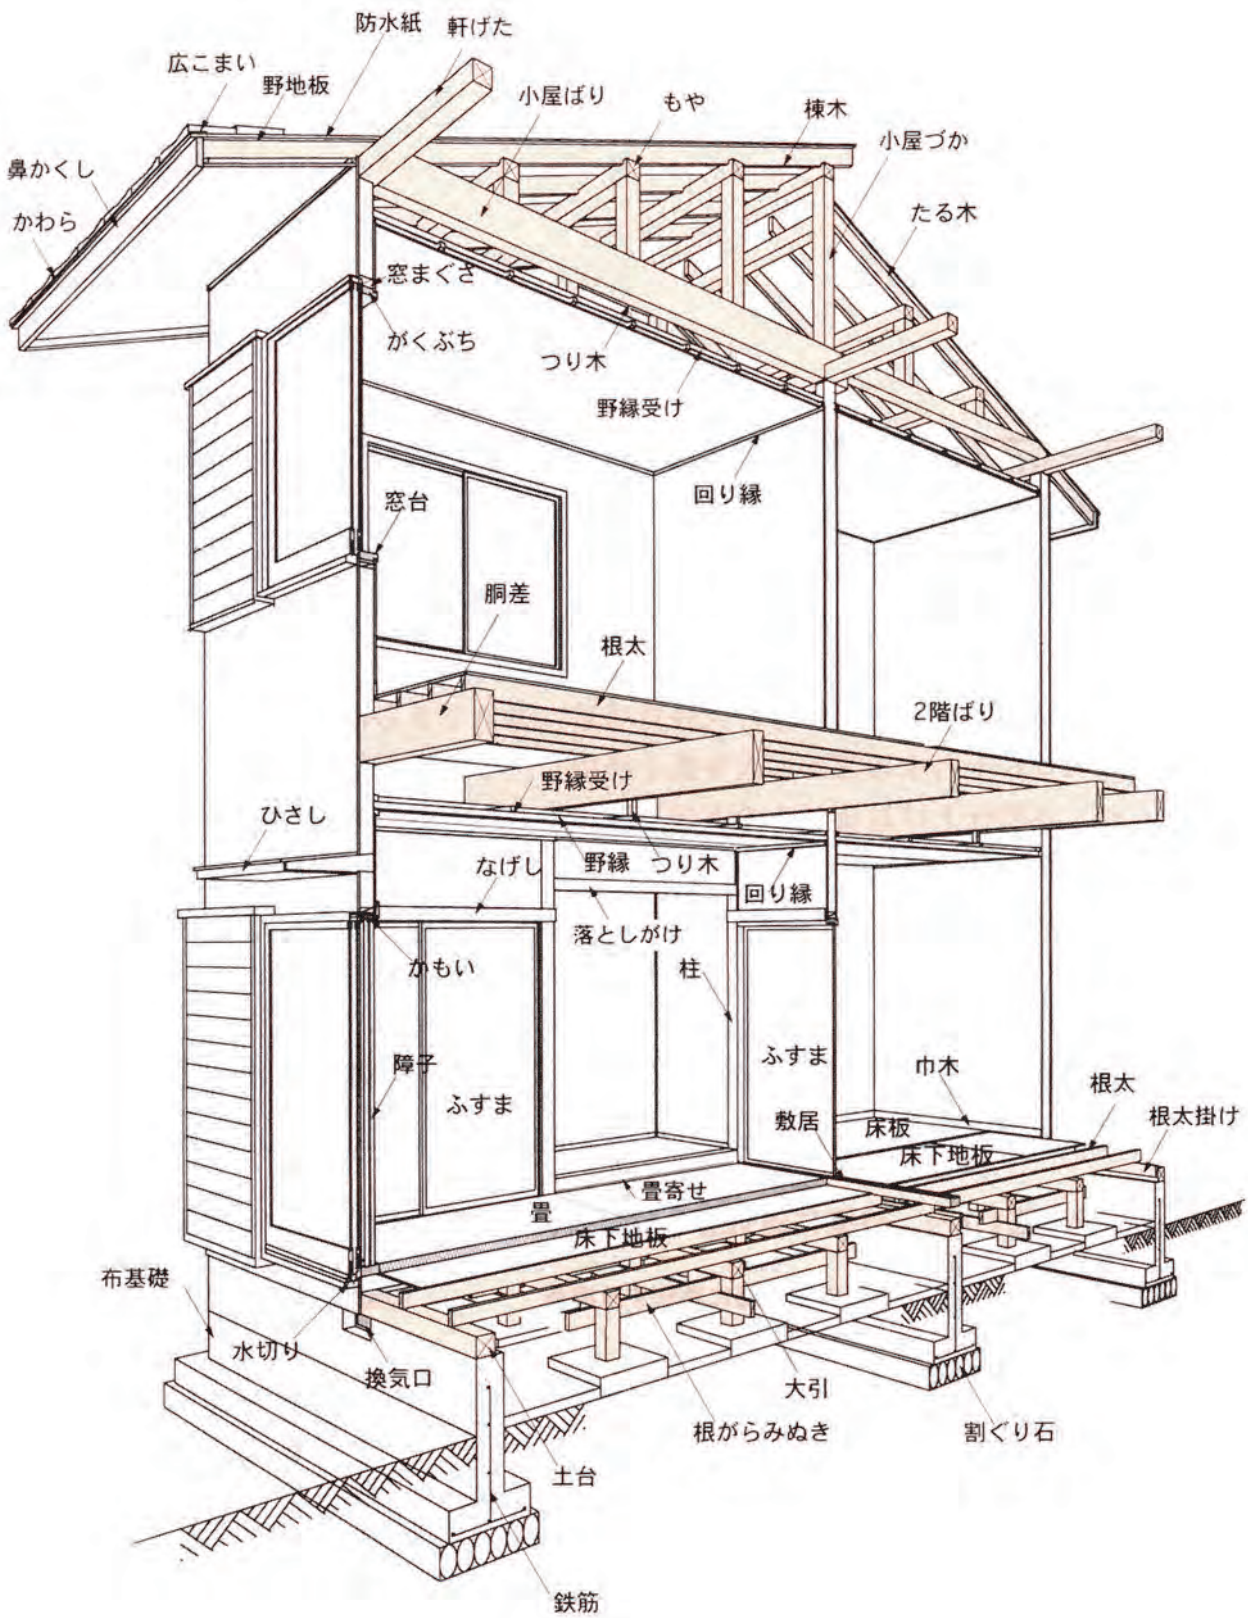 防水紙
軒げた
広こまい
野地板
小屋ばり
もや
棟木
小屋づか
鼻かくし
かわら
たる木
窓まぐさ
がくぶち
つり木
野縁受け
回り縁
窓台
胴差
根太
2階ばり
野縁受け
ひさし
なげし
野縁
つり木
回り縁
落としがけ
かもい
柱
障子
ふすま
ふすま
巾木
根太
敷居
床板
根太掛け
床下地板
畳寄せ
畳
床下地板
布基礎
水切り
換気口
大引
根がらみぬき
割ぐり石
土台
鉄筋